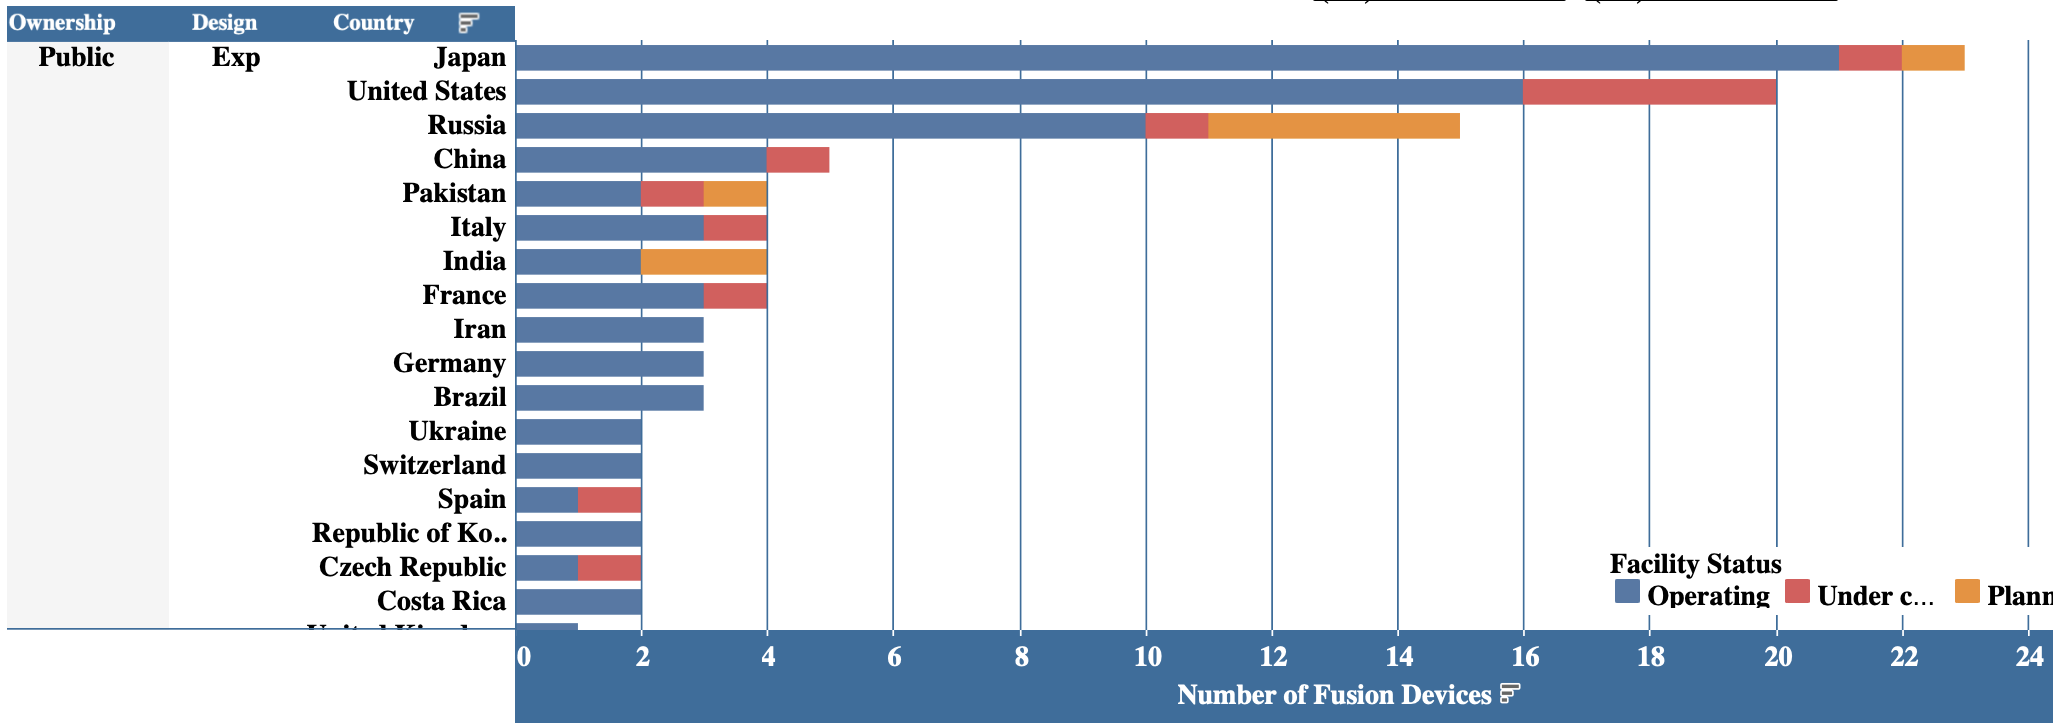 Ownership Design Country
Public Exp Japan
United States
Russia
China
Pakistan
Italy
India
France
Iran
Germany
Brazil
Ukraine
Switzerland
Spain
Republic of Ko..
Czech Republic
Costa Rica
Facility Status
Operating Under c... Plann
0 2 4 6 8 10 12 14 16 18 20 22 24
Number of Fusion Devices